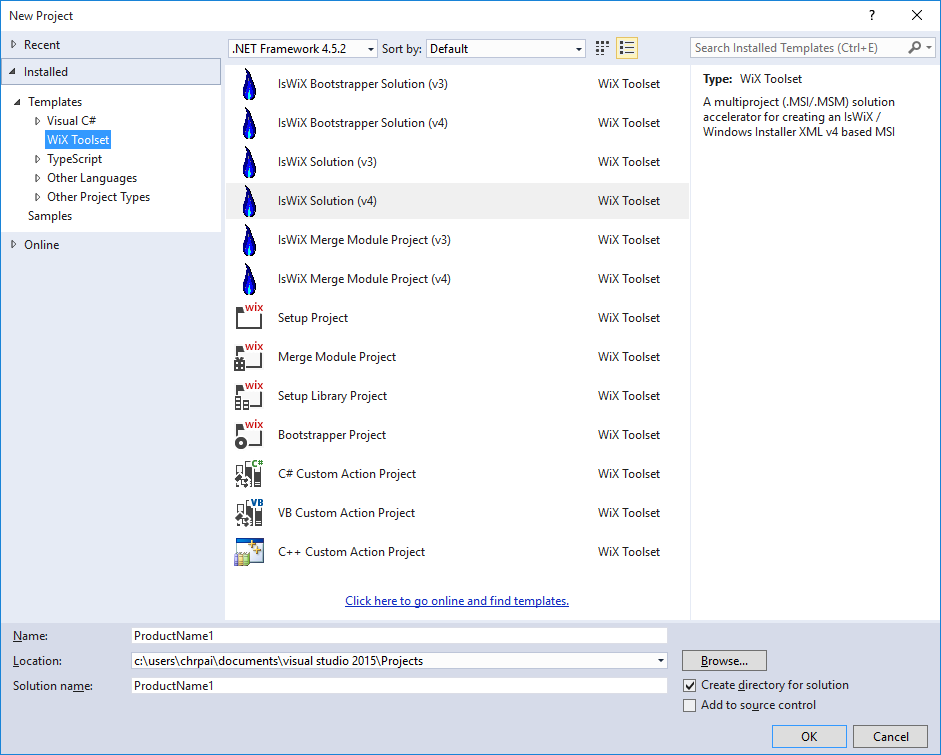 New Project
?
Recent
.NET Framework 4.5.2 Sort by: Default
Search Installed Templates (Ctrl+E)
Installed
Templates
Visual C#
WiX Toolset
TypeScript
Other Languages
Other Project Types
Samples
Online
IsWiX Bootstrapper Solution (v3) WiX Toolset
IsWiX Bootstrapper Solution (v4) WiX Toolset
IsWiX Solution (v3) WiX Toolset
IsWiX Solution (v4) WiX Toolset
IsWiX Merge Module Project (v3) WiX Toolset
IsWiX Merge Module Project (v4) WiX Toolset
wix Setup Project WiX Toolset
wix Merge Module Project WiX Toolset
wix Setup Library Project WiX Toolset
wix Bootstrapper Project WiX Toolset
C# C# Custom Action Project WiX Toolset
VB VB Custom Action Project WiX Toolset
C++ Custom Action Project WiX Toolset
Click here to go online and find templates.
Type: WiX Toolset
A multiproject (.MSI/.MSM) solution
accelerator for creating an IsWiX /
Windows Installer XML v4 based MSI
Name: ProductName1
Location: c:\users\chrpai\documents\visual studio 2015\Projects Browse...
Solution name: ProductName1
Create directory for solution
Add to source control
OK Cancel